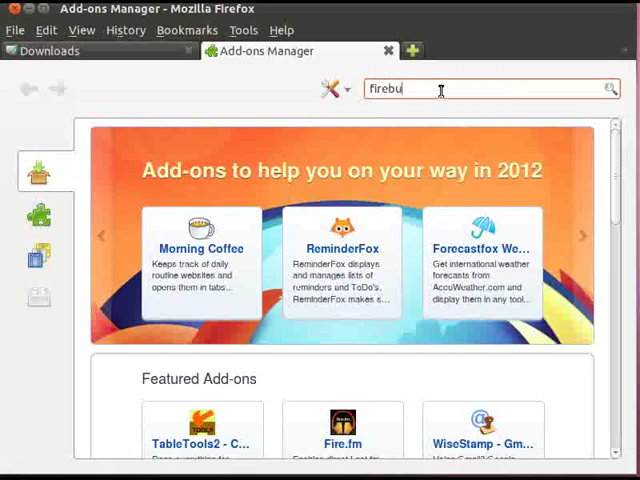 Add-ons Manager - Mozilla Firefox
File Edit View History Bookmarks Tools Help
Downloads Add-ons Manager
firebu
Add-ons to help you on your way in 2012
Morning Coffee
Keeps track of daily
routine websites and
opens them in tabs...
ReminderFox
ReminderFox displays
and manages lists of
reminders and ToDo's.
ReminderFox makes s...
Forecastfox We...
Get international weather
forecasts from
AccuWeather.com and
display them in any tool...
Featured Add-ons
TableTools2 - C...
Fire.fm
WiseStamp - Gm...